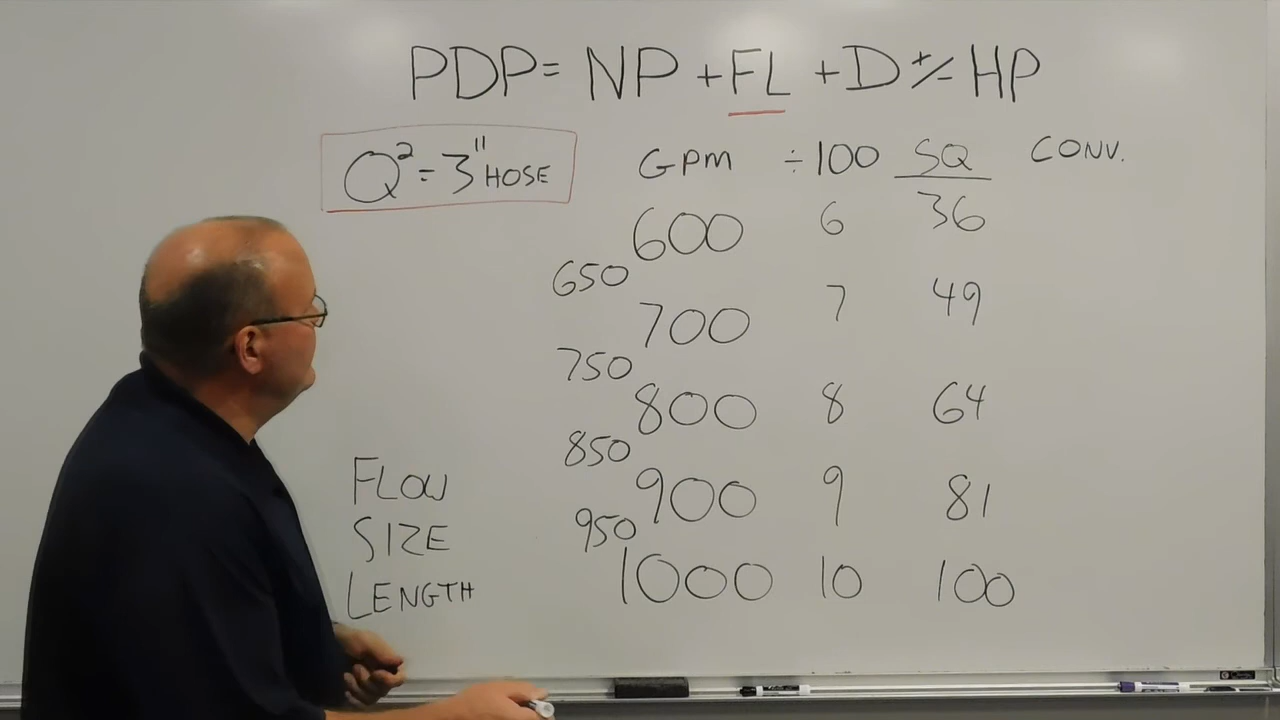 PDP= NP +FL +D +/- HP
Q² = 3" HOSE
GPM ÷100 SQ CONV.
600 6 36
650
700 7 49
750
800 8 64
850
900 9 81
950
1000 10 100
FLOW
SIZE
LENGTH